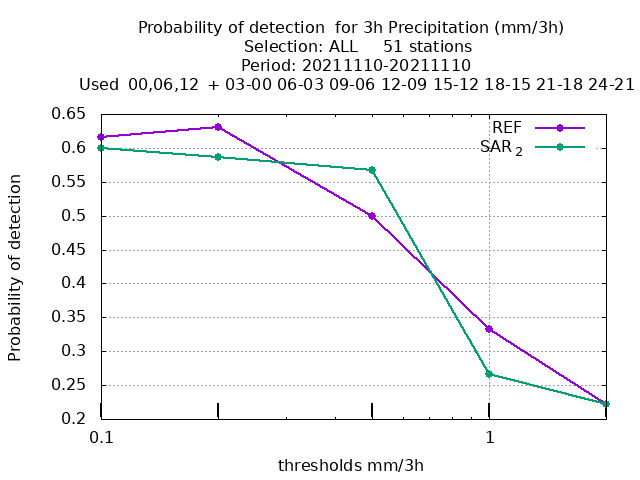 Probability of detection  for 3h Precipitation (mm/3h)
Selection: ALL     51 stations
Period: 20211110-20211110
Used  00,06,12  + 03-00 06-03 09-06 12-09 15-12 18-15 21-18 24-21
REF
SAR 2
Probability of detection
0.65
0.6
0.55
0.5
0.45
0.4
0.35
0.3
0.25
0.2
0.1
1
thresholds mm/3h